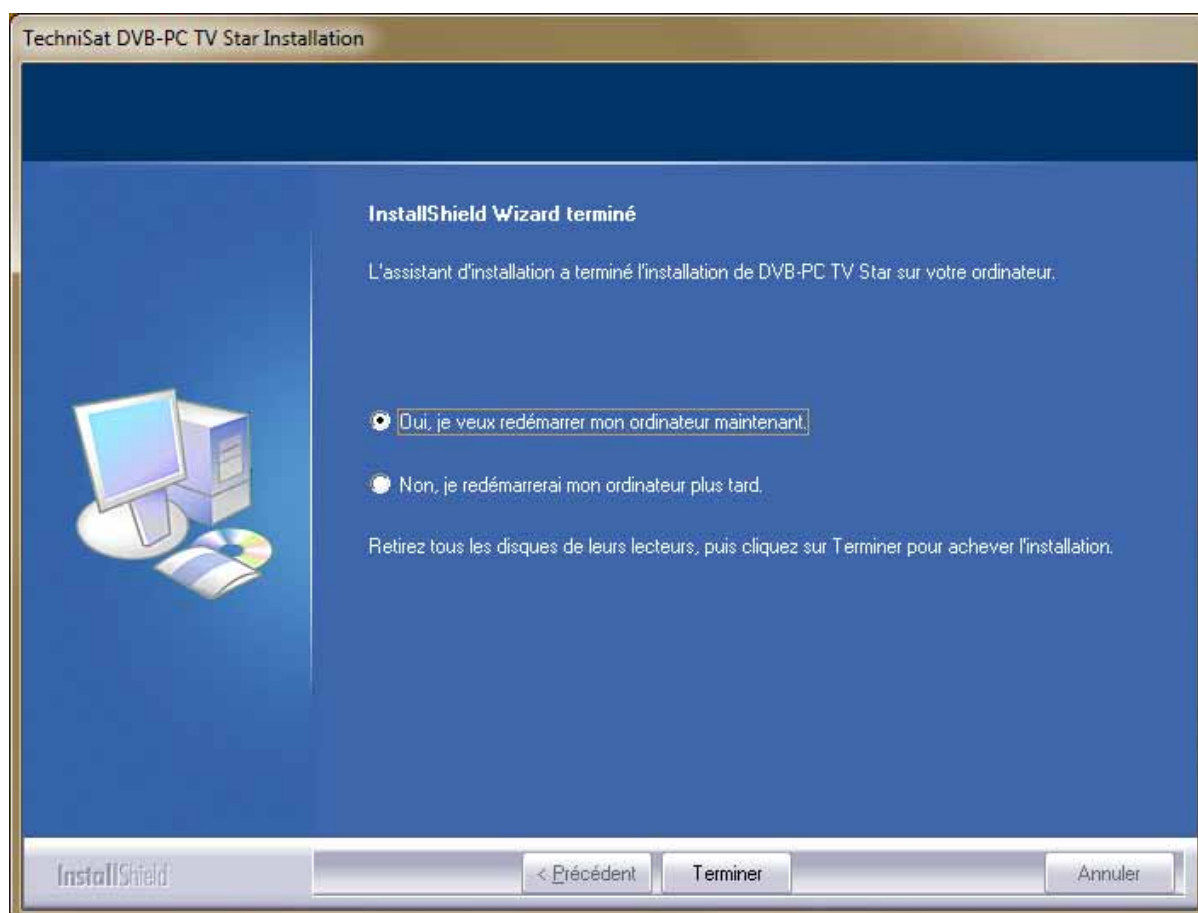 TechniSat DVB-PC TV Star Installation
InstallShield Wizard terminé
L'assistant d'installation a terminé l'installation de DVB-PC TV Star sur votre ordinateur.
Oui, je veux redémarrer mon ordinateur maintenant.
Non, je redémarrerai mon ordinateur plus tard.
Retirez tous les disques de leurs lecteurs, puis cliquez sur Terminer pour achever l'installation.
InstallShield
< Précédent
Terminer
Annuler